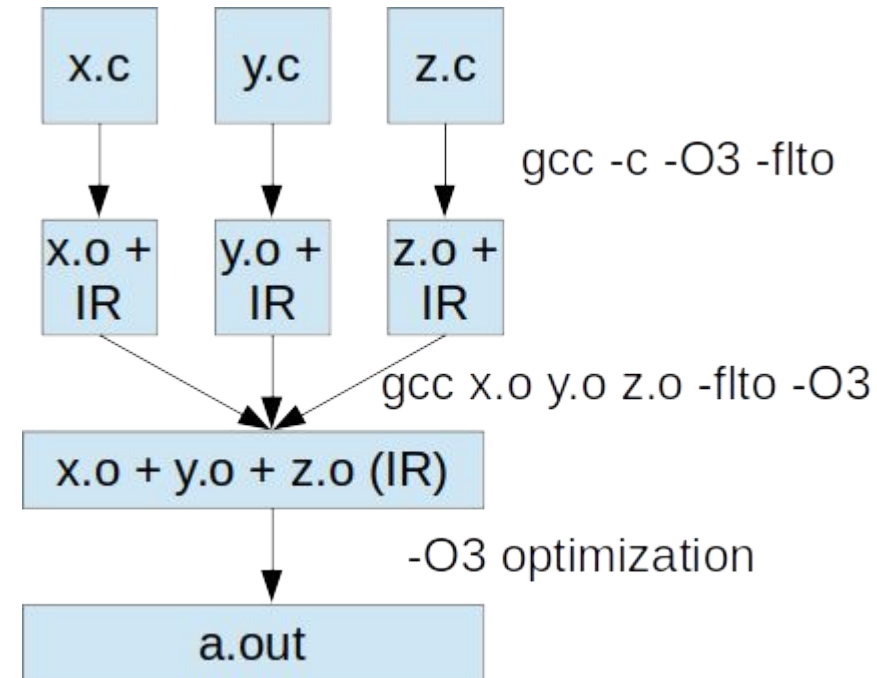 x.c
y.c
z.c
gcc -c -O3 -flto
x.o +
IR
y.o +
IR
z.o +
IR
gcc x.o y.o z.o -flto -O3
x.o + y.o + z.o (IR)
-O3 optimization
a.out